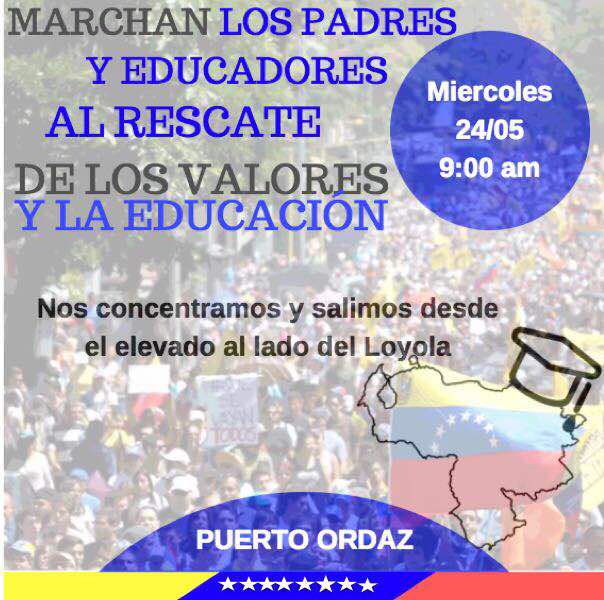 MARCHAN LOS PADRES
Y EDUCADORES
AL RESCATE
DE LOS VALORES
Y LA EDUCACIÓN
Miercoles
24/05
9:00 am
Nos concentramos y salimos desde
el elevado al lado del Loyola
TODOS
PUERTO ORDAZ